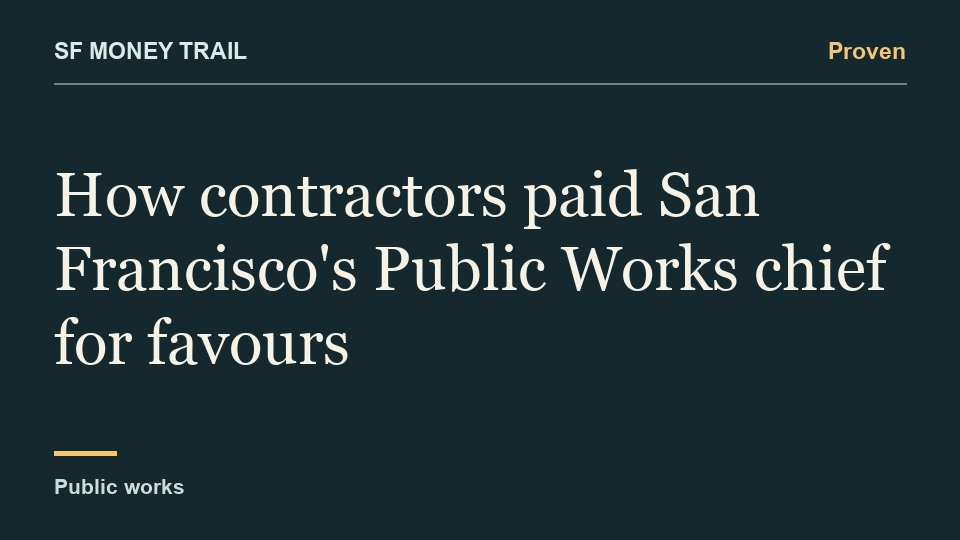 SF MONEY TRAIL
Proven
How contractors paid San
Francisco's Public Works chief
for favours
Public works